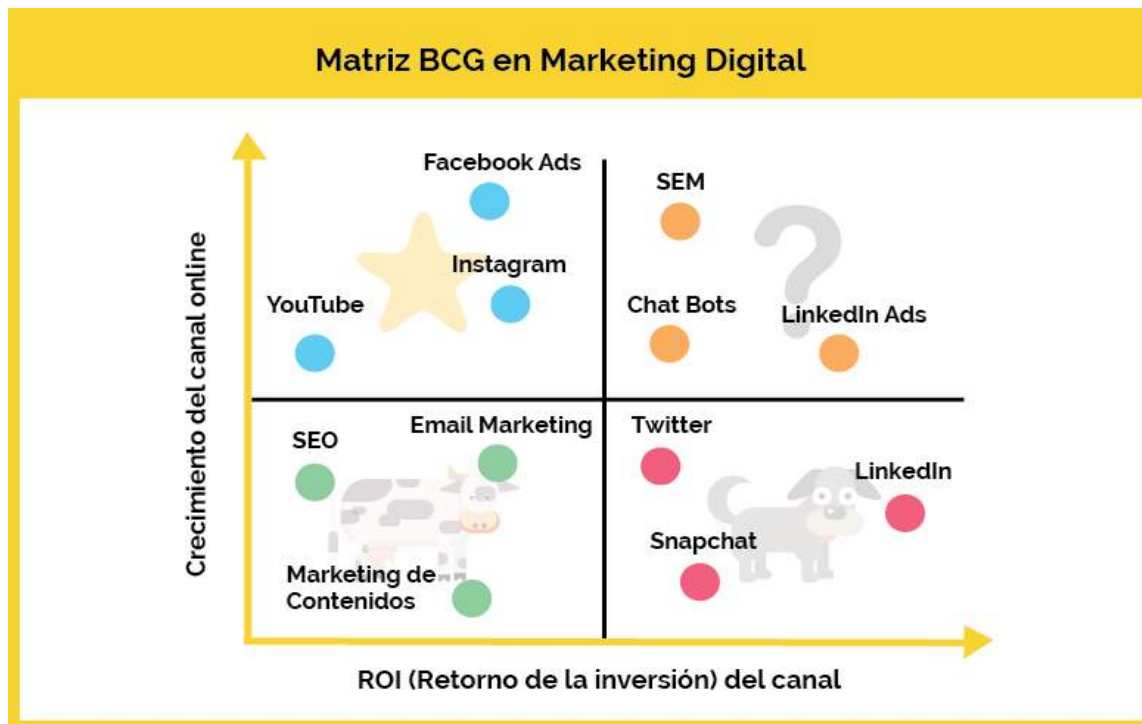 Matriz BCG en Marketing Digital
Crecimiento del canal online
Facebook Ads
Instagram
YouTube
SEM
Chat Bots
LinkedIn Ads
SEO
Email Marketing
Marketing de
Contenidos
Twitter
LinkedIn
Snapchat
ROI (Retorno de la inversión) del canal